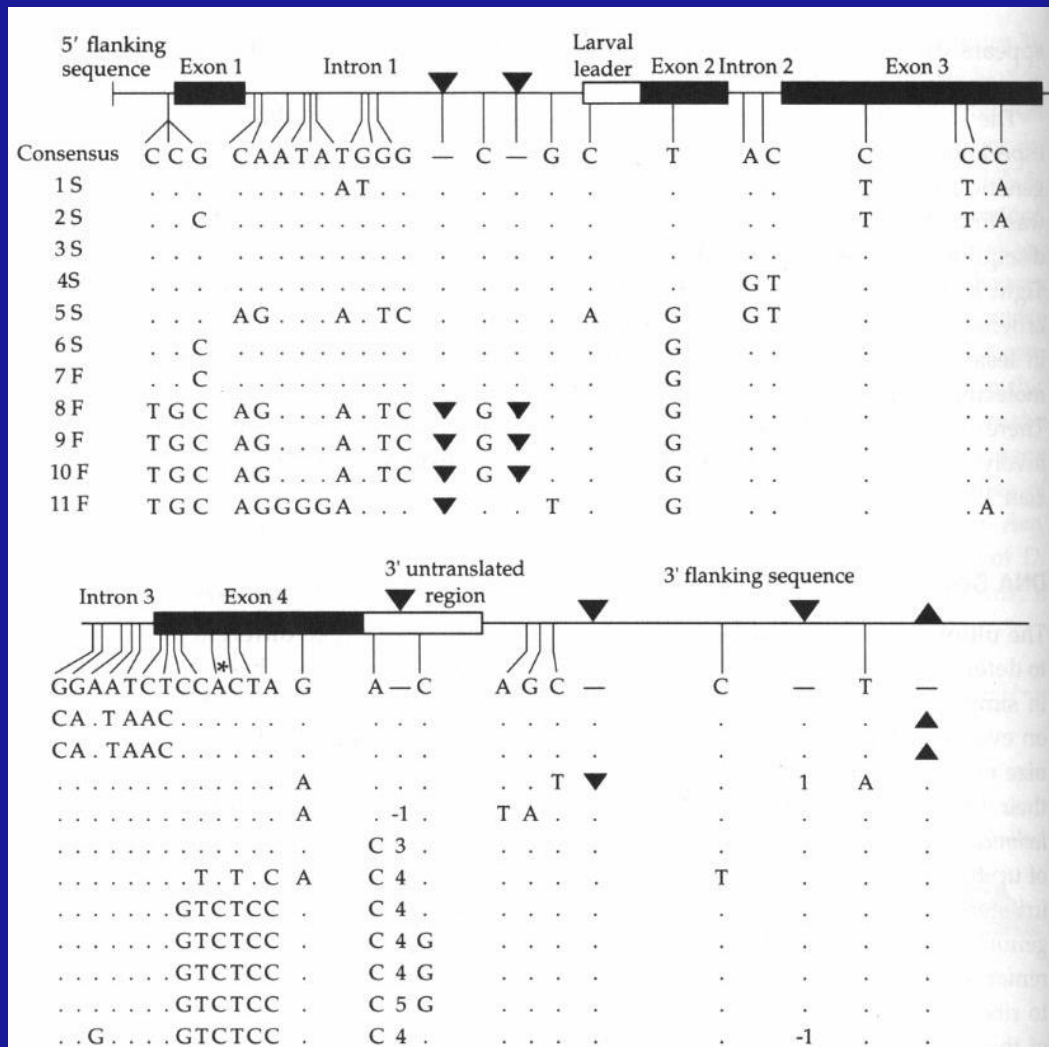 5' flanking sequence Exon 1 Intron 1 Larval leader Exon 2 Intron 2 Exon 3
Consensus C C G C A A T A T G G G — C — G C T A C C C C C
1 S . . . . . . . . A T . . . . . . . . . . T T . A
2 S . . C . . . . . . . . . . . . . . . . . T T . A
3 S . . . . . . . . . . . . . . . . . . . . . . . .
4S . . . . . . . . . . . . . . . . . . G T . . . .
5 S . . . A G . . . A . T C . . . . A G G T . . . .
6 S . . C . . . . . . . . . . . . . G . . . . . .
7 F . . C . . . . . . . . . . . . . G . . . . . .
8 F T G C A G . . . A . T C ▼ G ▼ . . G . . . . . .
9 F T G C A G . . . A . T C ▼ G ▼ . . G . . . . . .
10 F T G C A G . . . A . T C ▼ G ▼ . . G . . . . . .
11 F T G C A G G G G A . . . ▼ . . T . G . . . . A .
Intron 3 Exon 4 3' untranslated region 3' flanking sequence
*
G G A A T C T C C A C T A G A — C A G C — C — T —
C A . T A A C . . . . . . . . . . . . . . . . . ▲
C A . T A A C . . . . . . . . . . . . . . . . . ▲
. . . . . . . . . . . . . A . . . . . T ▼ . 1 A .
. . . . . . . . . . . . . A . -1 . T A . . . . . .
. . . . . . . . . . . . . . C 3 . . . . . . . . .
. . . . . . . . T . T C A C 4 . . . . . T . . .
. . . . . . . G T C T C C . C 4 . . . . . . . . .
. . . . . . . G T C T C C . C 4 G . . . . . . . .
. . . . . . . G T C T C C . C 4 G . . . . . . . .
. . . . . . . G T C T C C . C 5 G . . . . . . . .
. . G . . . . G T C T C C . C 4 . . . . . . -1 . .